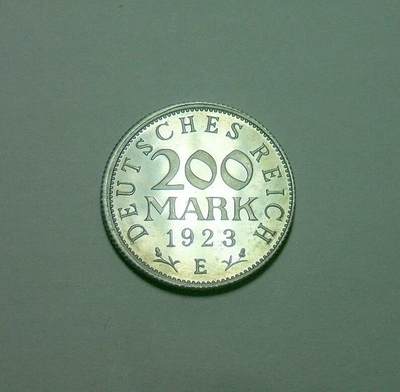 DEUTSCHES REICH
200
MARK
1923
E